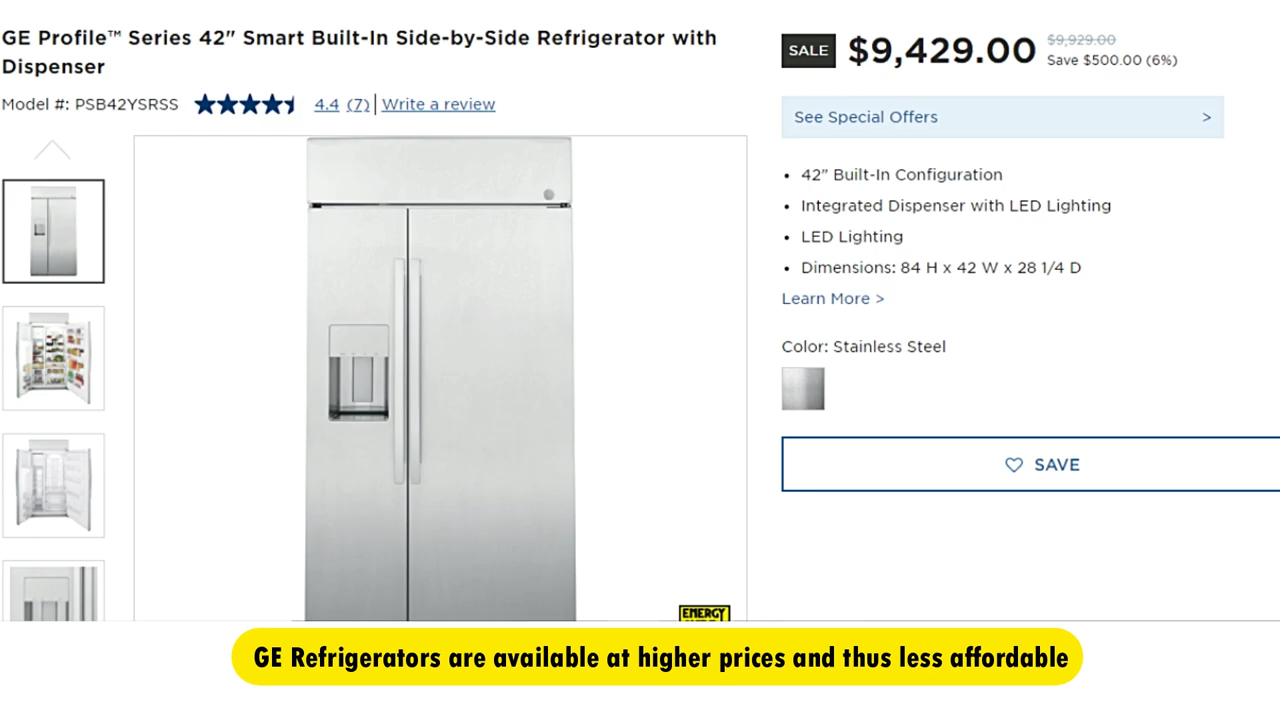 GE Profile™ Series 42" Smart Built-In Side-by-Side Refrigerator with
Dispenser
Model #: PSB42YSRSS 4.4 (7) Write a review
SALE $9,429.00 $9,929.00
Save $500.00 (6%)
See Special Offers >
• 42" Built-In Configuration
• Integrated Dispenser with LED Lighting
• LED Lighting
• Dimensions: 84 H x 42 W x 28 1/4 D
Learn More >
Color: Stainless Steel
SAVE
ENERGY
GE Refrigerators are available at higher prices and thus less affordable